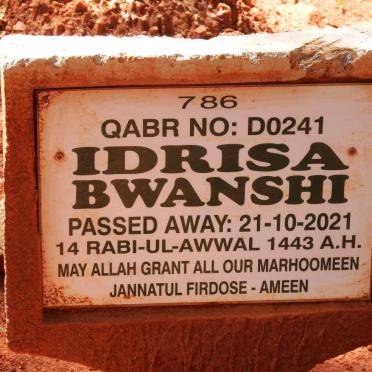 786
QABR NO: D0241
IDRISA
BWANSHI
PASSED AWAY: 21-10-2021
14 RABI-UL-AWWAL 1443 A.H.
MAY ALLAH GRANT ALL OUR MARHOOMEEN
JANNATUL FIRDOSE - AMEEN